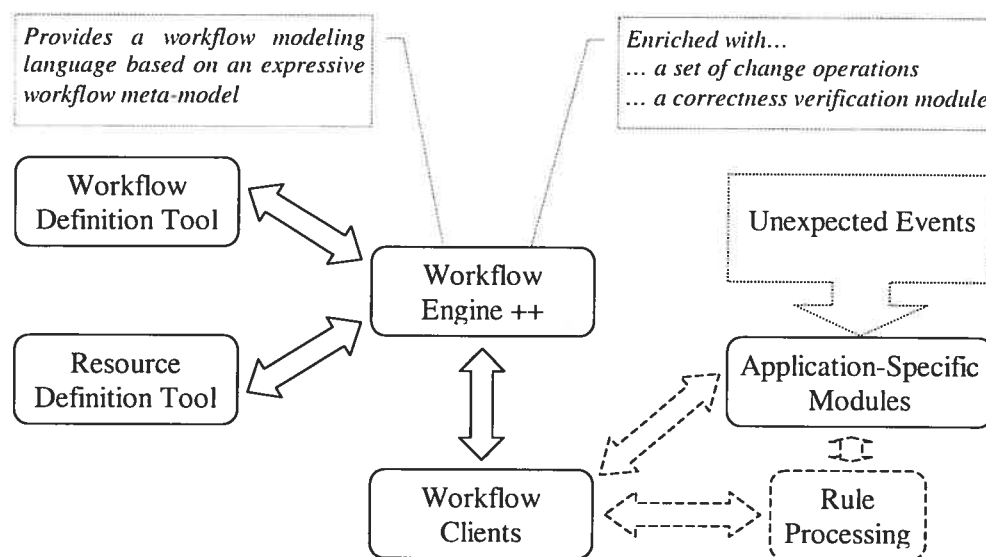 Provides a workflow modeling
language based on an expressive
workflow meta-model
Enriched with…
… a set of change operations
… a correctness verification module
Workflow
Definition Tool
Unexpected Events
Workflow
Engine ++
Resource
Definition Tool
Application-Specific
Modules
Workflow
Clients
Rule
Processing